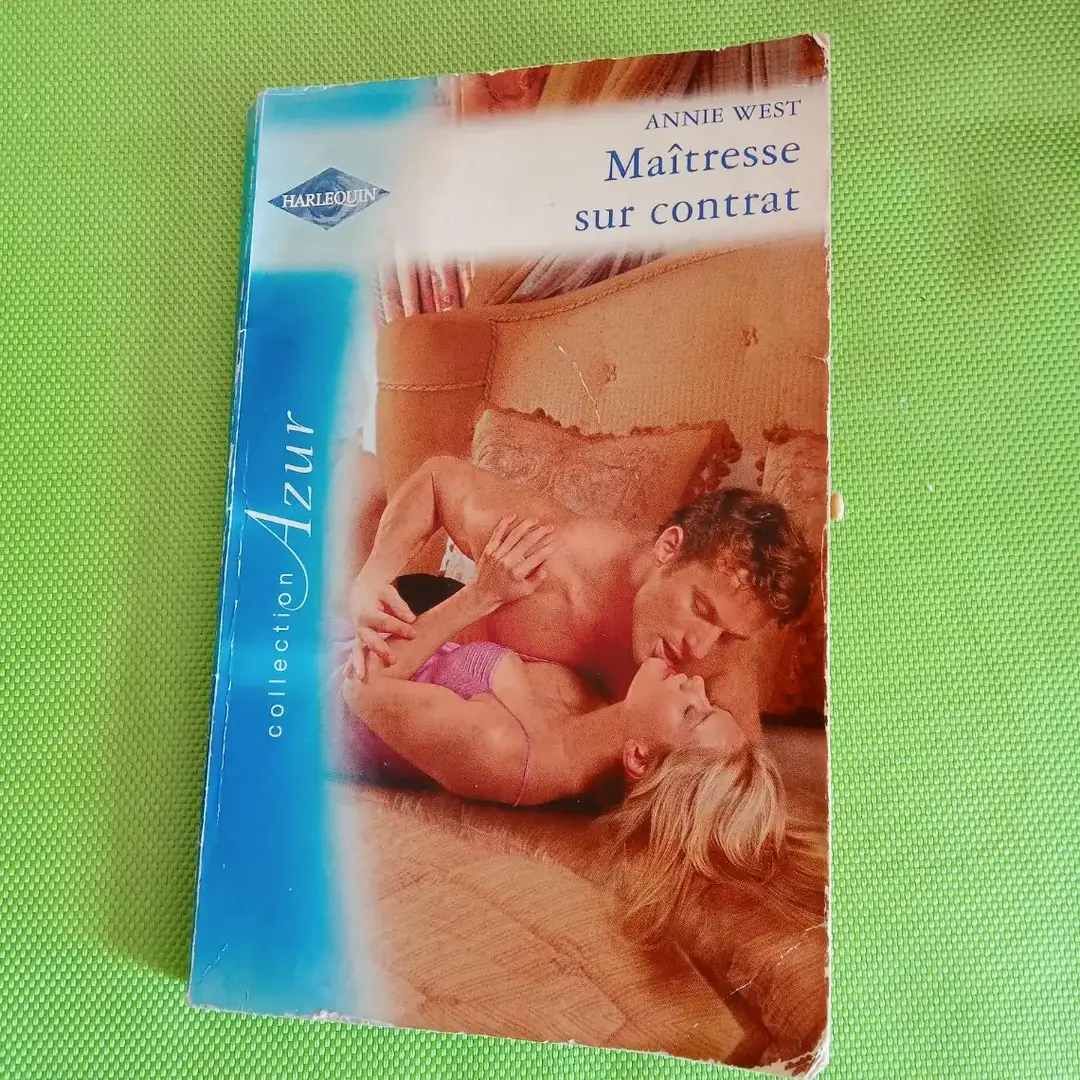 ANNIE WEST
Maîtresse
sur contrat
HARLEQUIN
collection Azur